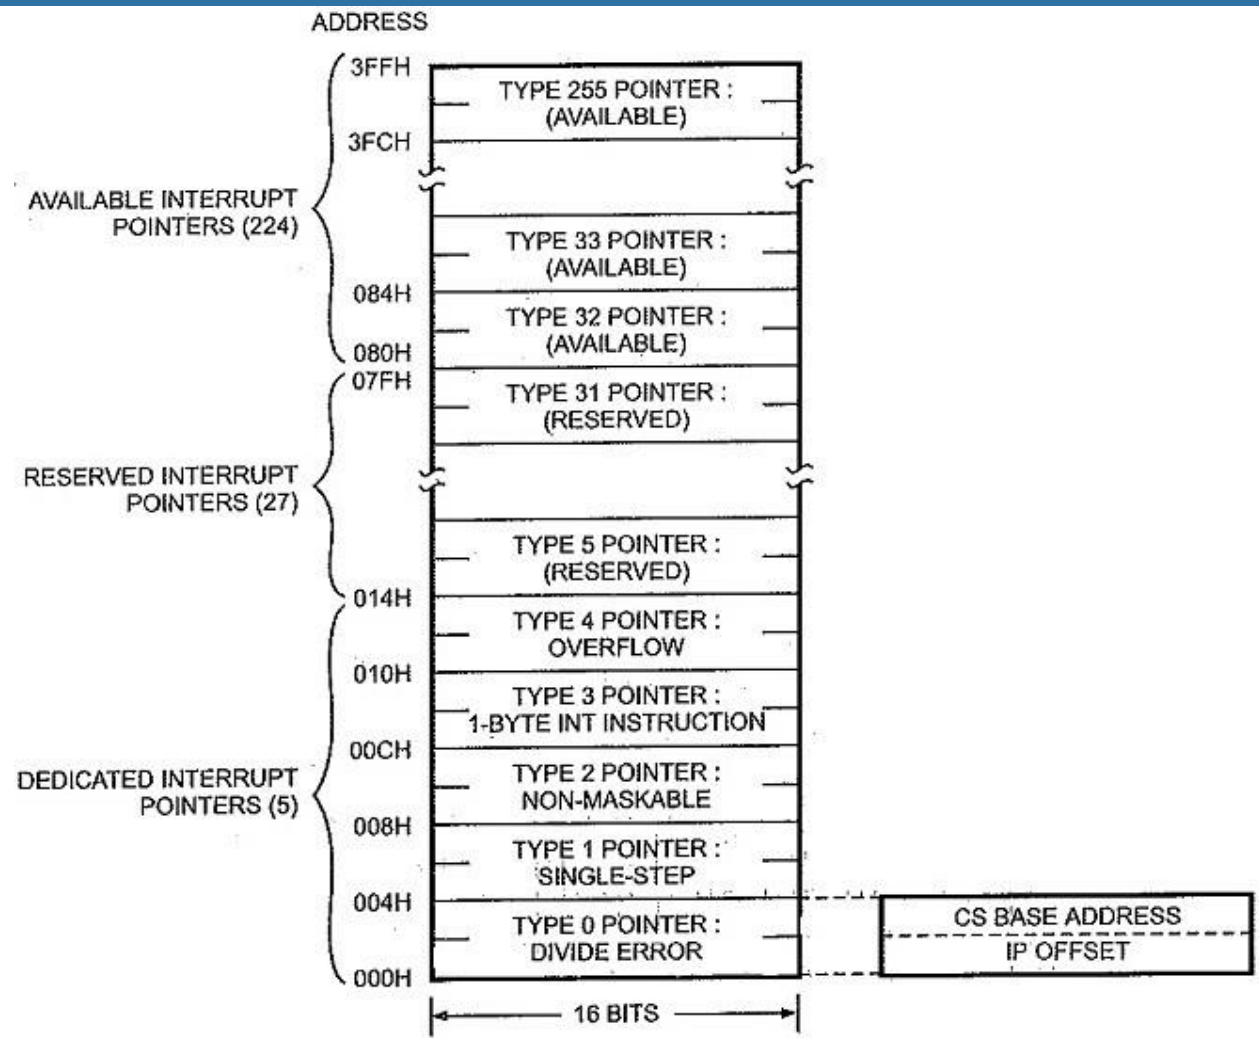 ADDRESS
3FFH
TYPE 255 POINTER :
(AVAILABLE)
3FCH
AVAILABLE INTERRUPT
POINTERS (224)
TYPE 33 POINTER :
(AVAILABLE)
084H
TYPE 32 POINTER :
(AVAILABLE)
080H
07FH
TYPE 31 POINTER :
(RESERVED)
RESERVED INTERRUPT
POINTERS (27)
TYPE 5 POINTER :
(RESERVED)
014H
TYPE 4 POINTER :
OVERFLOW
010H
TYPE 3 POINTER :
1-BYTE INT INSTRUCTION
00CH
DEDICATED INTERRUPT
POINTERS (5)
TYPE 2 POINTER :
NON-MASKABLE
008H
TYPE 1 POINTER :
SINGLE-STEP
004H
TYPE 0 POINTER :
DIVIDE ERROR
000H
CS BASE ADDRESS
IP OFFSET
16 BITS